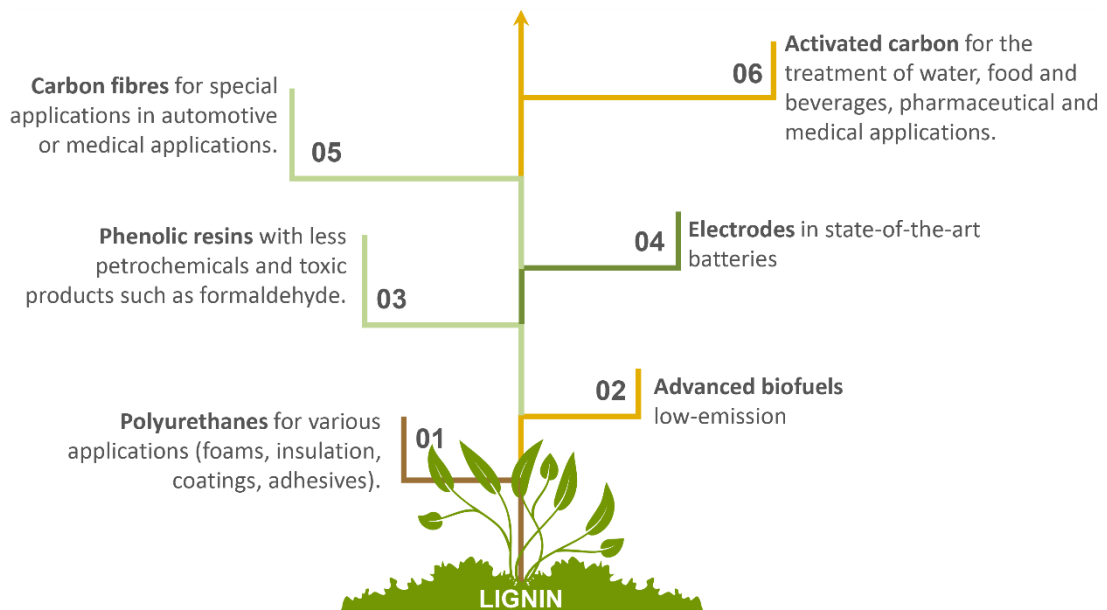 06
Activated carbon for the
treatment of water, food and
beverages, pharmaceutical and
medical applications.
Carbon fibres for special
applications in automotive
or medical applications.
05
04
Electrodes in state-of-the-art
batteries
Phenolic resins with less
petrochemicals and toxic
products such as formaldehyde.
03
02
Advanced biofuels
low-emission
Polyurethanes for various
applications (foams, insulation,
coatings, adhesives).
01
LIGNIN